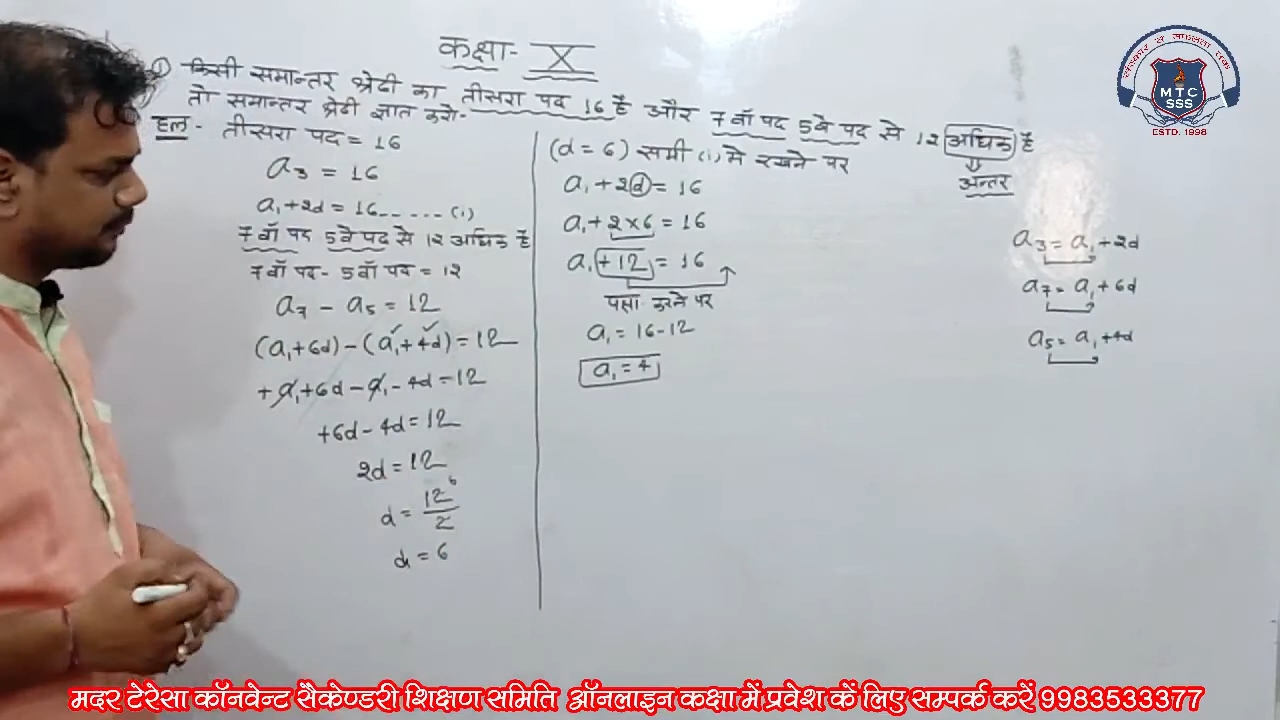 कक्षा- X
① किसी समान्तर श्रेढी का तीसरा पद 16 है और 7 वाँ पद 5 वे पद से 12 अधिक है
तो समान्तर श्रेढी ज्ञात करो-
अन्तर
हल- तीसरा पद = 16
a₃ = 16
a₁+2d = 16.....(i)
7 वाँ पद 5 वे पद से 12 अधिक है
7 वाँ पद - 5 वाँ पद = 12
a₇ - a₅ = 12
(a₁+6d) - (a₁+4d) = 12
+a₁+6d-a₁-4d=12
+6d-4d=12
2d=12
d = 12/2 6
d = 6
(d=6) समी (i) मे रखने पर
a₁+2d=16
a₁+2×6=16
a₁+12=16
करने पर
a₁=16-12
a₁=4
a₃=a₁+2d
a₇=a₁+6d
a₅=a₁+4d
MTC
SSS
ESTD. 1998
मदर टेरेसा कॉनवेन्ट सैकेण्डरी शिक्षण समिति ऑनलाइन कक्षा में प्रवेश कें लिए सम्पर्क करें 9983533377